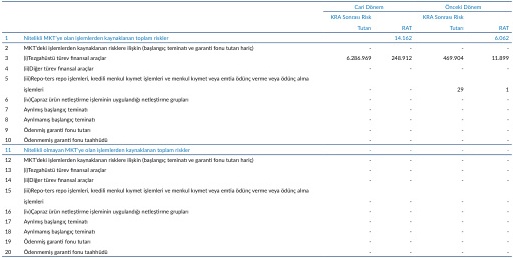 Cari Dönem Önceki Dönem
KRA Sonrası Risk KRA Sonrası Risk
Tutarı RAT Tutarı RAT
1 Nitelikli MKT'ye olan işlemlerden kaynaklanan toplam riskler 14.162 6.062
2 MKT'deki işlemlerden kaynaklanan risklere ilişkin (başlangıç teminatı ve garanti fonu tutarı hariç) - - - -
3 (i)Tezgahüstü türev finansal araçlar 6.286.969 248.912 469.904 11.899
4 (ii)Diğer türev finansal araçlar - - - -
5 (iii)Repo-ters repo işlemleri, kredili menkul kıymet işlemleri ve menkul kıymet veya emtia ödünç verme veya ödünç alma
işlemleri - - 29 1
6 (iv)Çapraz ürün netleştirme işleminin uygulandığı netleştirme grupları - - - -
7 Ayrılmış başlangıç teminatı - - - -
8 Ayrılmamış başlangıç teminatı - - - -
9 Ödenmiş garanti fonu tutarı - - - -
10 Ödenmemiş garanti fonu taahhüdü - - - -
11 Nitelikli olmayan MKT'ye olan işlemlerden kaynaklanan toplam riskler - - - -
12 MKT'deki işlemlerden kaynaklanan risklere ilişkin (başlangıç teminatı ve garanti fonu tutarı hariç) - - - -
13 (i)Tezgahüstü türev finansal araçlar - - - -
14 (ii)Diğer türev finansal araçlar - - - -
15 (iii)Repo-ters repo işlemleri, kredili menkul kıymet işlemleri ve menkul kıymet veya emtia ödünç verme veya ödünç alma
işlemleri - - - -
16 (iv)Çapraz ürün netleştirme işleminin uygulandığı netleştirme grupları - - - -
17 Ayrılmış başlangıç teminatı - - - -
18 Ayrılmamış başlangıç teminatı - - - -
19 Ödenmiş garanti fonu tutarı - - - -
20 Ödenmemiş garanti fonu taahhüdü - - - -